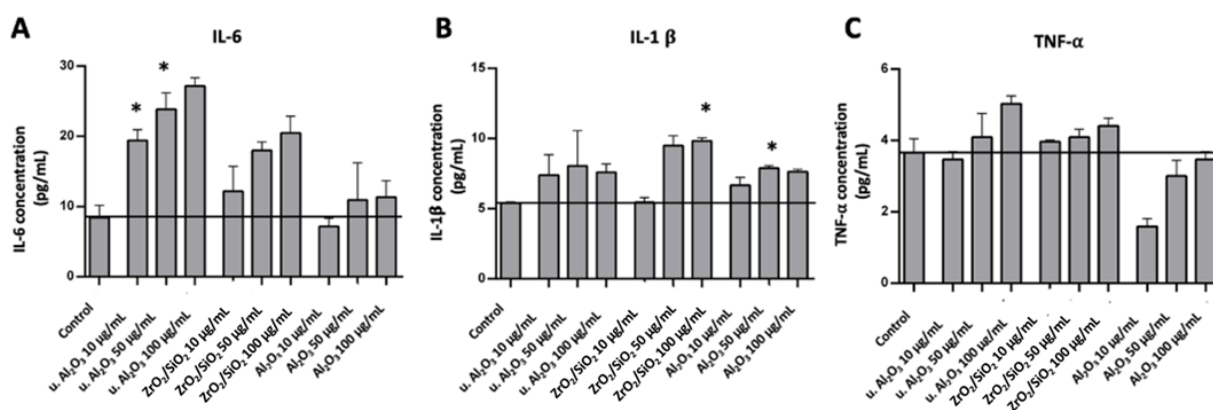 A
IL-6
IL-6 concentration
(pg/mL)
30
20
10
0
*
*
Control
u. Al₂O₃ 10 µg/mL
u. Al₂O₃ 50 µg/mL
u. Al₂O₃ 100 µg/mL
ZrO₂/SiO₂ 10 µg/mL
ZrO₂/SiO₂ 50 µg/mL
ZrO₂/SiO₂ 100 µg/mL
Al₂O₃ 10 µg/mL
Al₂O₃ 50 µg/mL
Al₂O₃ 100 µg/mL
B
IL-1 β
IL-1β concentration
(pg/mL)
15
10
5
0
*
*
Control
u. Al₂O₃ 10 µg/mL
u. Al₂O₃ 50 µg/mL
u. Al₂O₃ 100 µg/mL
ZrO₂/SiO₂ 10 µg/mL
ZrO₂/SiO₂ 50 µg/mL
ZrO₂/SiO₂ 100 µg/mL
Al₂O₃ 10 µg/mL
Al₂O₃ 50 µg/mL
Al₂O₃ 100 µg/mL
C
TNF-α
TNF-α concentration
(pg/mL)
6
4
2
0
Control
u. Al₂O₃ 10 µg/mL
u. Al₂O₃ 50 µg/mL
u. Al₂O₃ 100 µg/mL
ZrO₂/SiO₂ 10 µg/mL
ZrO₂/SiO₂ 50 µg/mL
ZrO₂/SiO₂ 100 µg/mL
Al₂O₃ 10 µg/mL
Al₂O₃ 50 µg/mL
Al₂O₃ 100 µg/mL